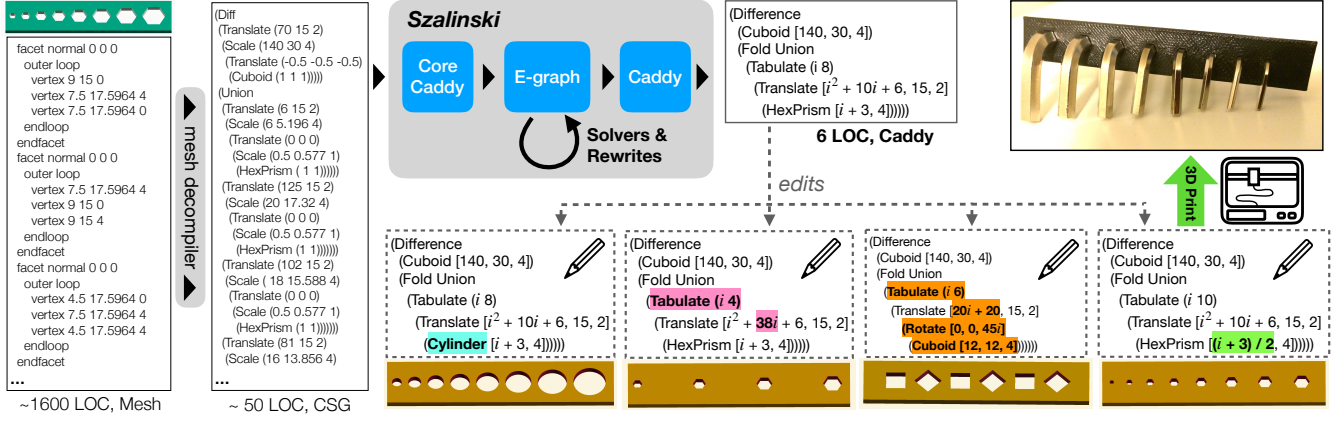 facet normal 0 0 0
outer loop
vertex 9 15 0
vertex 7.5 17.5964 4
vertex 7.5 17.5964 0
endloop
endfacet
facet normal 0 0 0
outer loop
vertex 7.5 17.5964 4
vertex 9 15 0
vertex 9 15 4
endloop
endfacet
facet normal 0 0 0
outer loop
vertex 4.5 17.5964 0
vertex 7.5 17.5964 4
vertex 4.5 17.5964 4
endloop
endfacet
...
~1600 LOC, Mesh
mesh decompiler
(Diff
(Translate (70 15 2)
(Scale (140 30 4)
(Translate (-0.5 -0.5 -0.5)
(Cuboid (1 1 1)))))
(Union
(Translate (6 15 2)
(Scale (6 5.196 4)
(Translate (0 0 0)
(Scale (0.5 0.577 1)
(HexPrism ( 1 1))))))
(Translate (125 15 2)
(Scale (20 17.32 4)
(Translate (0 0 0)
(Scale (0.5 0.577 1)
(HexPrism (1 1)))))))
(Translate (102 15 2)
(Scale ( 18 15.588 4)
(Translate (0 0 0)
(Scale (0.5 0.577 1)
(HexPrism (1 1))))))
(Translate (81 15 2)
(Scale (16 13.856 4)
...
~ 50 LOC, CSG
Szalinski
Core
Caddy
E-graph
Caddy
Solvers &
Rewrites
(Difference
(Cuboid [140, 30, 4])
(Fold Union
(Tabulate (i 8)
(Translate [i² + 10i + 6, 15, 2]
(HexPrism [i + 3, 4]))))))
6 LOC, Caddy
edits
3D Print
(Difference
(Cuboid [140, 30, 4])
(Fold Union
(Tabulate (i 8)
(Translate [i² + 10i + 6, 15, 2]
(Cylinder [i + 3, 4]))))))
(Difference
(Cuboid [140, 30, 4])
(Fold Union
(Tabulate (i 4)
(Translate [i² + 38i + 6, 15, 2]
(HexPrism [i + 3, 4]))))))
(Difference
(Cuboid [140, 30, 4])
(Fold Union
(Tabulate (i 6)
(Translate [20i + 20, 15, 2]
(Rotate [0, 0, 45i]
(Cuboid [12, 12, 4]))))))
(Difference
(Cuboid [140, 30, 4])
(Fold Union
(Tabulate (i 10)
(Translate [i² + 10i + 6, 15, 2]
(HexPrism [(i + 3) / 2, 4]))))))